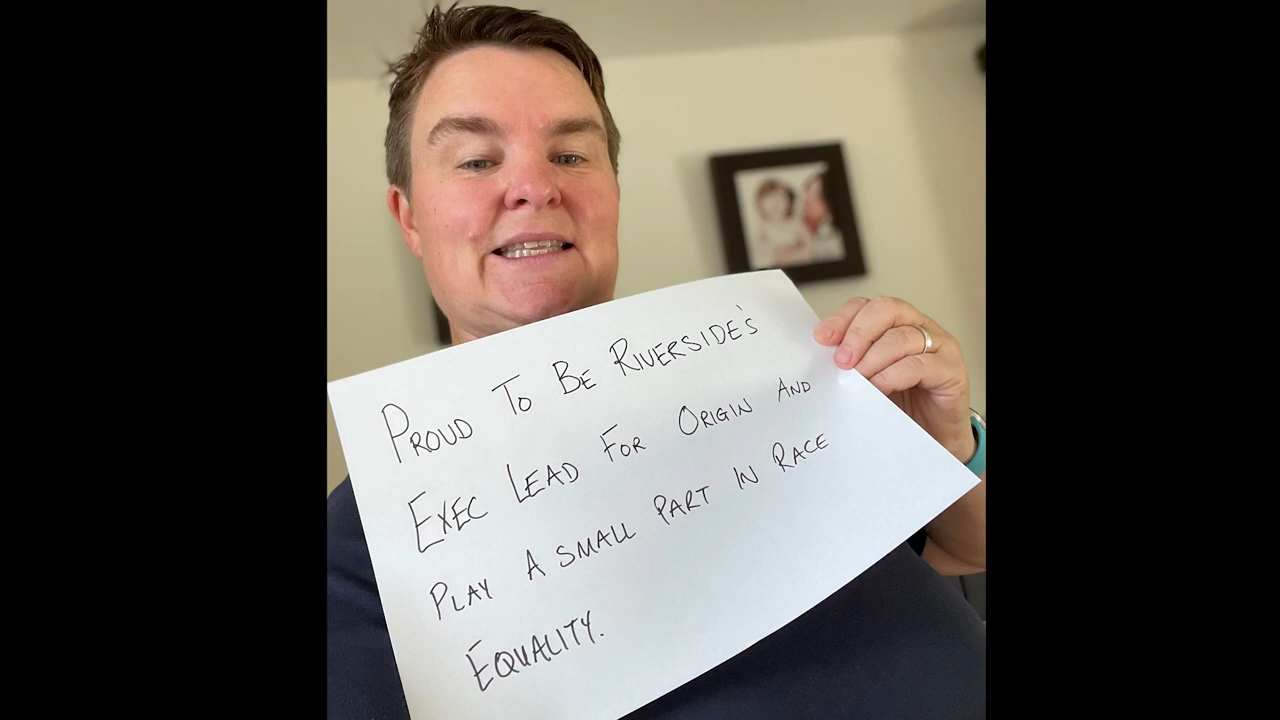 PROUD TO BE RIVERSIDE'S
EXEC LEAD FOR ORIGIN AND
PLAY A SMALL PART IN RACE
EQUALITY.